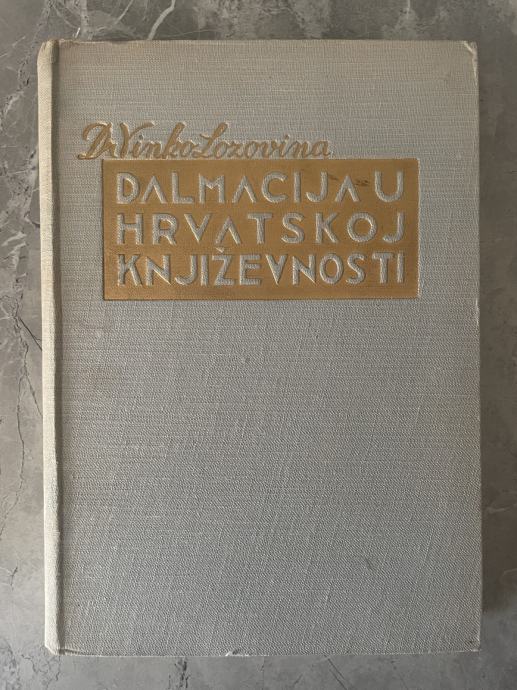 Dr Vinko Lozovina
DALMACIJA U
HRVATSKOJ
KNJIŽEVNOSTI